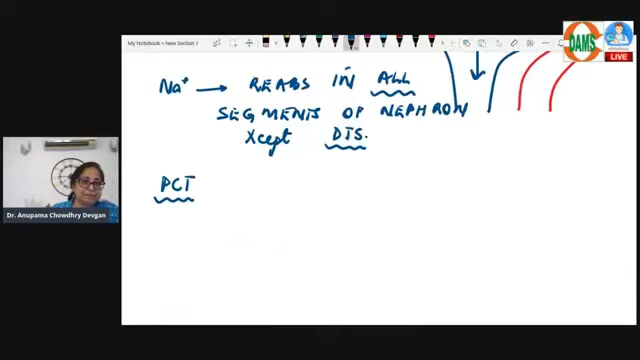 My Notebook > New Section 1
DAMS
LIVE
Na+ → REABS IN ALL
SEGMENTS OF NEPHRON
Xcept DTS.
PCT
Dr. Anupama Chowdhry Devgan